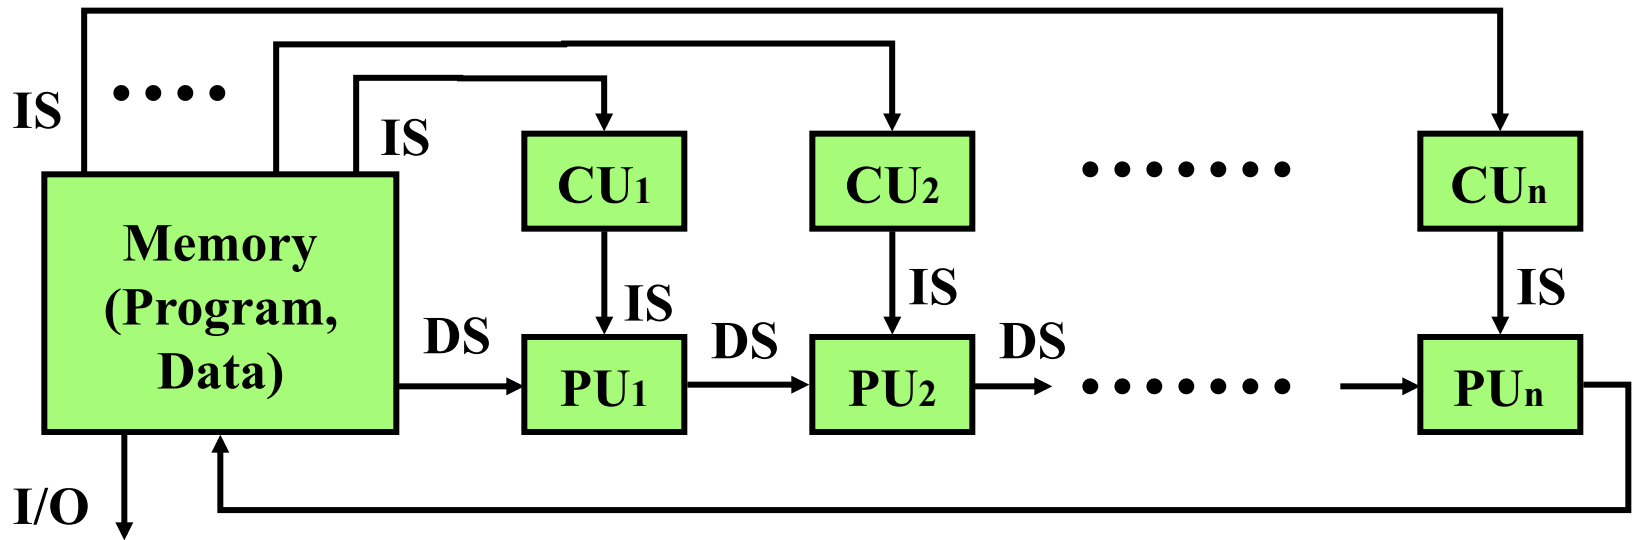 IS
IS
CU1
CU2
CUn
Memory
(Program,
Data)
IS
IS
IS
DS
DS
DS
PU1
PU2
PUn
I/O